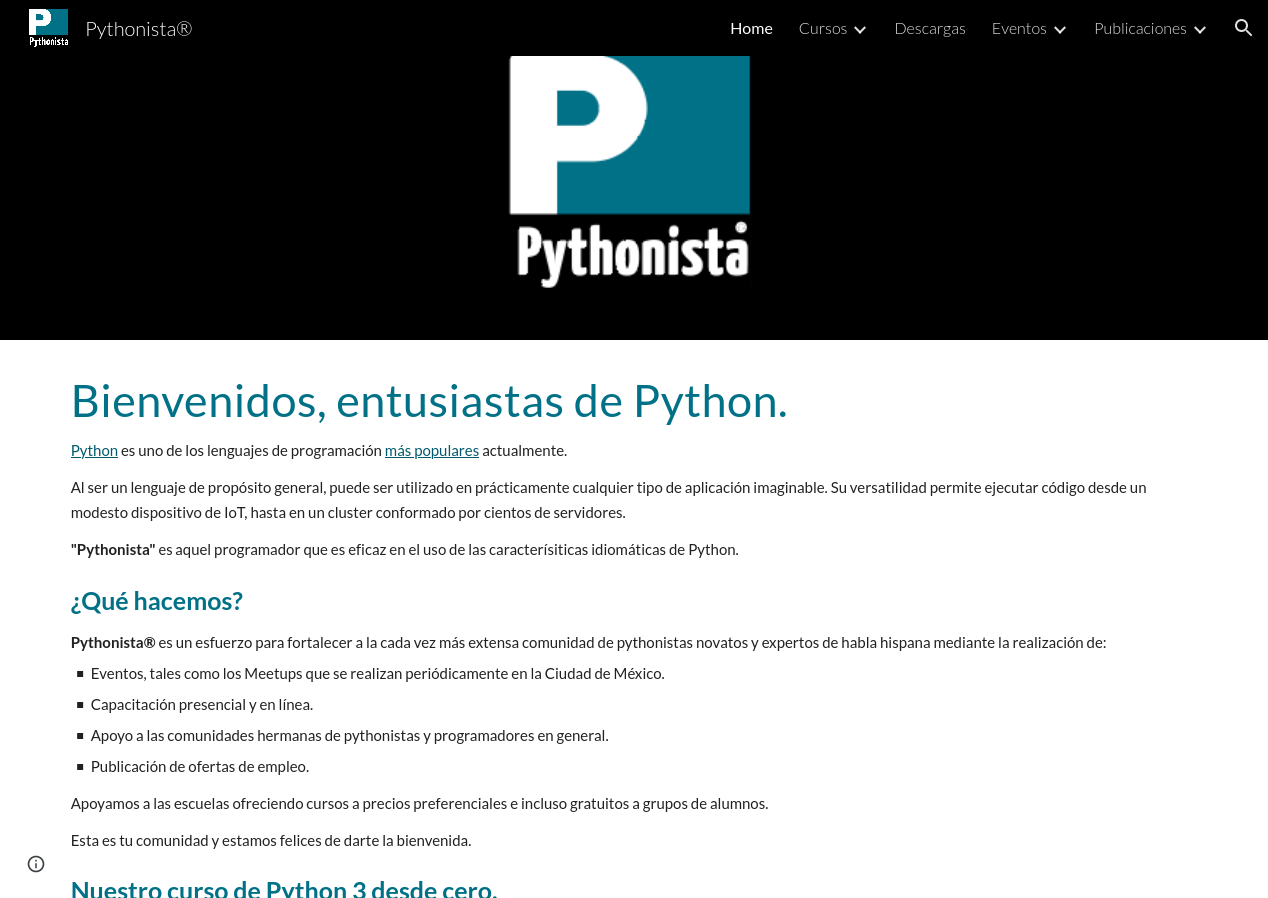 Pythonista
Pythonista®
Home
Cursos
Descargas
Eventos
Publicaciones
P
Pythonista®
Bienvenidos, entusiastas de Python.
Python es uno de los lenguajes de programación más populares actualmente.
Al ser un lenguaje de propósito general, puede ser utilizado en prácticamente cualquier tipo de aplicación imaginable. Su versatilidad permite ejecutar código desde un
modesto dispositivo de IoT, hasta en un cluster conformado por cientos de servidores.
"Pythonista" es aquel programador que es eficaz en el uso de las caracterísiticas idiomáticas de Python.
¿Qué hacemos?
Pythonista® es un esfuerzo para fortalecer a la cada vez más extensa comunidad de pythonistas novatos y expertos de habla hispana mediante la realización de:
Eventos, tales como los Meetups que se realizan periódicamente en la Ciudad de México.
Capacitación presencial y en línea.
Apoyo a las comunidades hermanas de pythonistas y programadores en general.
Publicación de ofertas de empleo.
Apoyamos a las escuelas ofreciendo cursos a precios preferenciales e incluso gratuitos a grupos de alumnos.
Esta es tu comunidad y estamos felices de darte la bienvenida.
Nuestro curso de Python 3 desde cero.